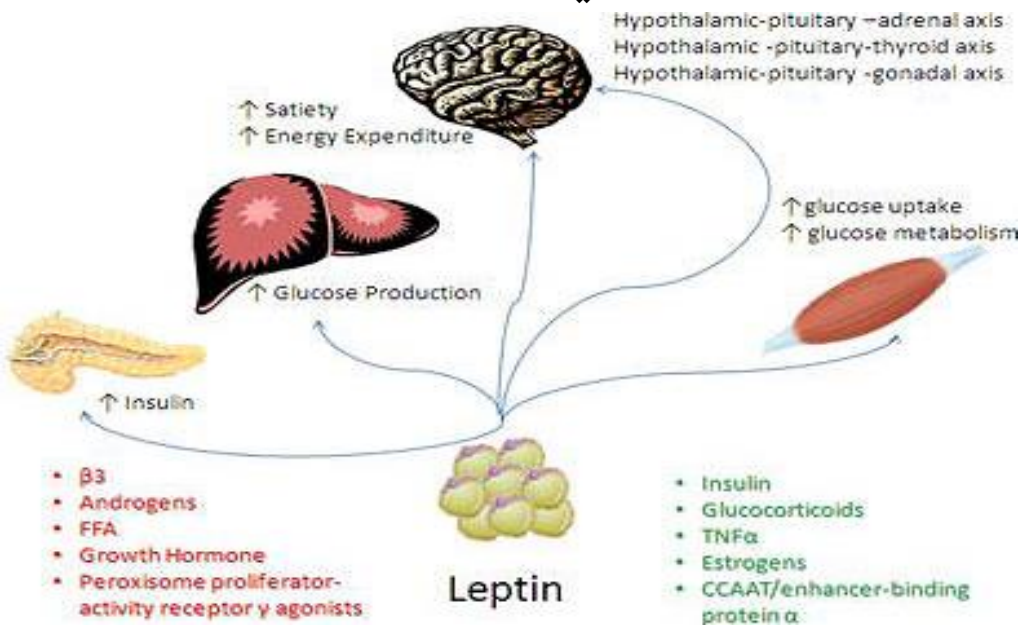 Hypothalamic-pituitary –adrenal axis
Hypothalamic -pituitary-thyroid axis
Hypothalamic-pituitary -gonadal axis
↑ Satiety
↑ Energy Expenditure
↑glucose uptake
↑ glucose metabolism
↑ Glucose Production
↑ Insulin
• β3
• Androgens
• FFA
• Growth Hormone
• Peroxisome proliferator-
activity receptor γ agonists
Leptin
• Insulin
• Glucocorticoids
• TNFα
• Estrogens
• CCAAT/enhancer-binding
protein α